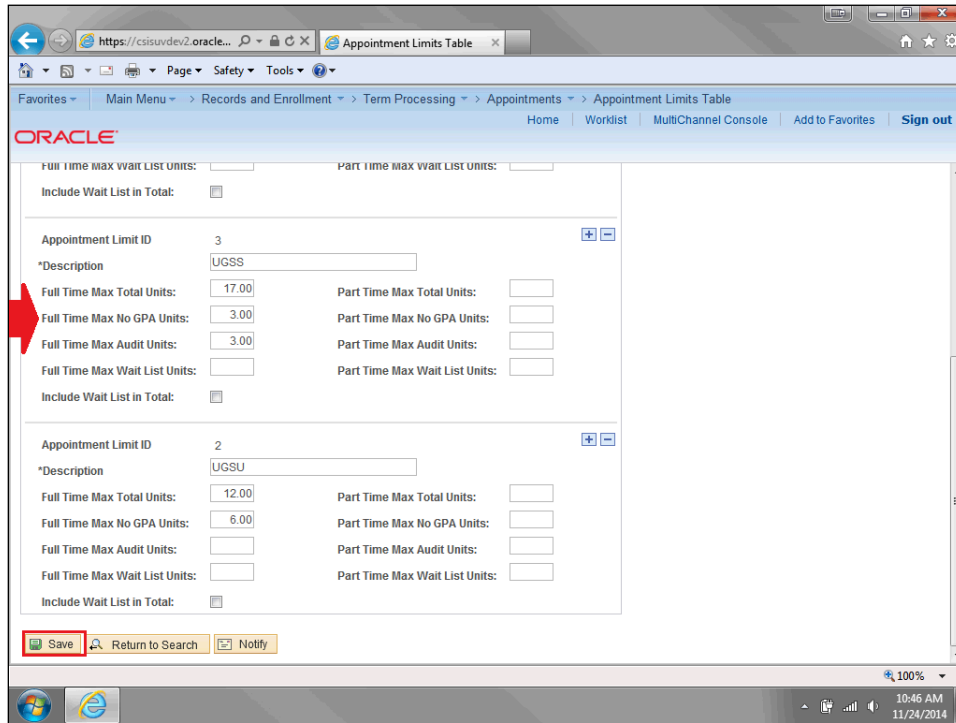 https://csisuvdev2.oracle... Appointment Limits Table
Page Safety Tools
Favorites Main Menu > Records and Enrollment > Term Processing > Appointments > Appointment Limits Table
Home Worklist MultiChannel Console Add to Favorites Sign out
ORACLE
Full Time Max Wait List Units: Part Time Max Wait List Units:
Include Wait List in Total:
Appointment Limit ID 3
*Description UGSS
Full Time Max Total Units: 17.00 Part Time Max Total Units:
Full Time Max No GPA Units: 3.00 Part Time Max No GPA Units:
Full Time Max Audit Units: 3.00 Part Time Max Audit Units:
Full Time Max Wait List Units: Part Time Max Wait List Units:
Include Wait List in Total:
Appointment Limit ID 2
*Description UGSU
Full Time Max Total Units: 12.00 Part Time Max Total Units:
Full Time Max No GPA Units: 6.00 Part Time Max No GPA Units:
Full Time Max Audit Units: Part Time Max Audit Units:
Full Time Max Wait List Units: Part Time Max Wait List Units:
Include Wait List in Total:
Save Return to Search Notify
100%
10:46 AM
11/24/2014